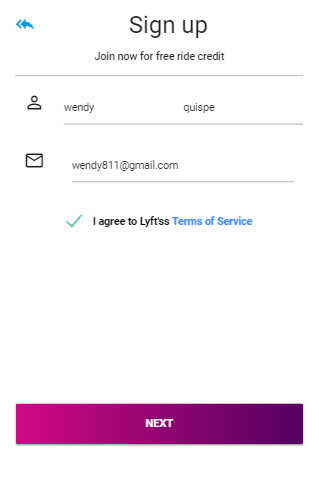 Sign up
Join now for free ride credit
wendy quispe
wendy811@gmail.com
I agree to Lyft'ss Terms of Service
NEXT